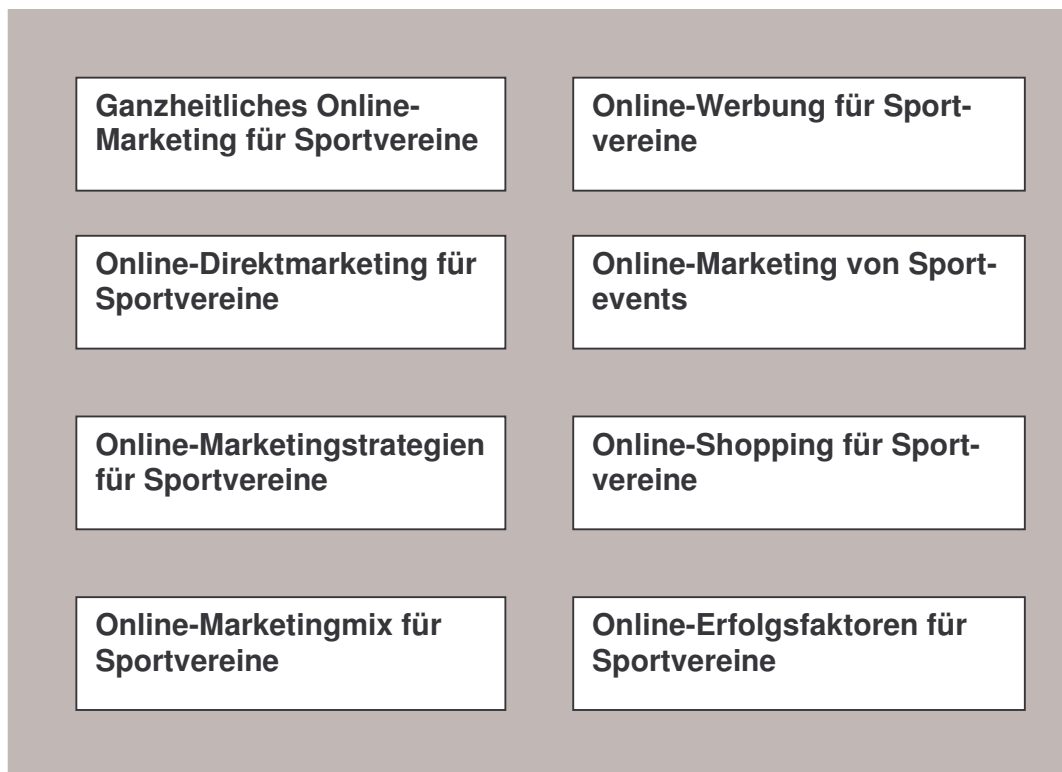 Ganzheitliches Online-
Marketing für Sportvereine
Online-Werbung für Sport-
vereine
Online-Direktmarketing für
Sportvereine
Online-Marketing von Sport-
events
Online-Marketingstrategien
für Sportvereine
Online-Shopping für Sport-
vereine
Online-Marketingmix für
Sportvereine
Online-Erfolgsfaktoren für
Sportvereine